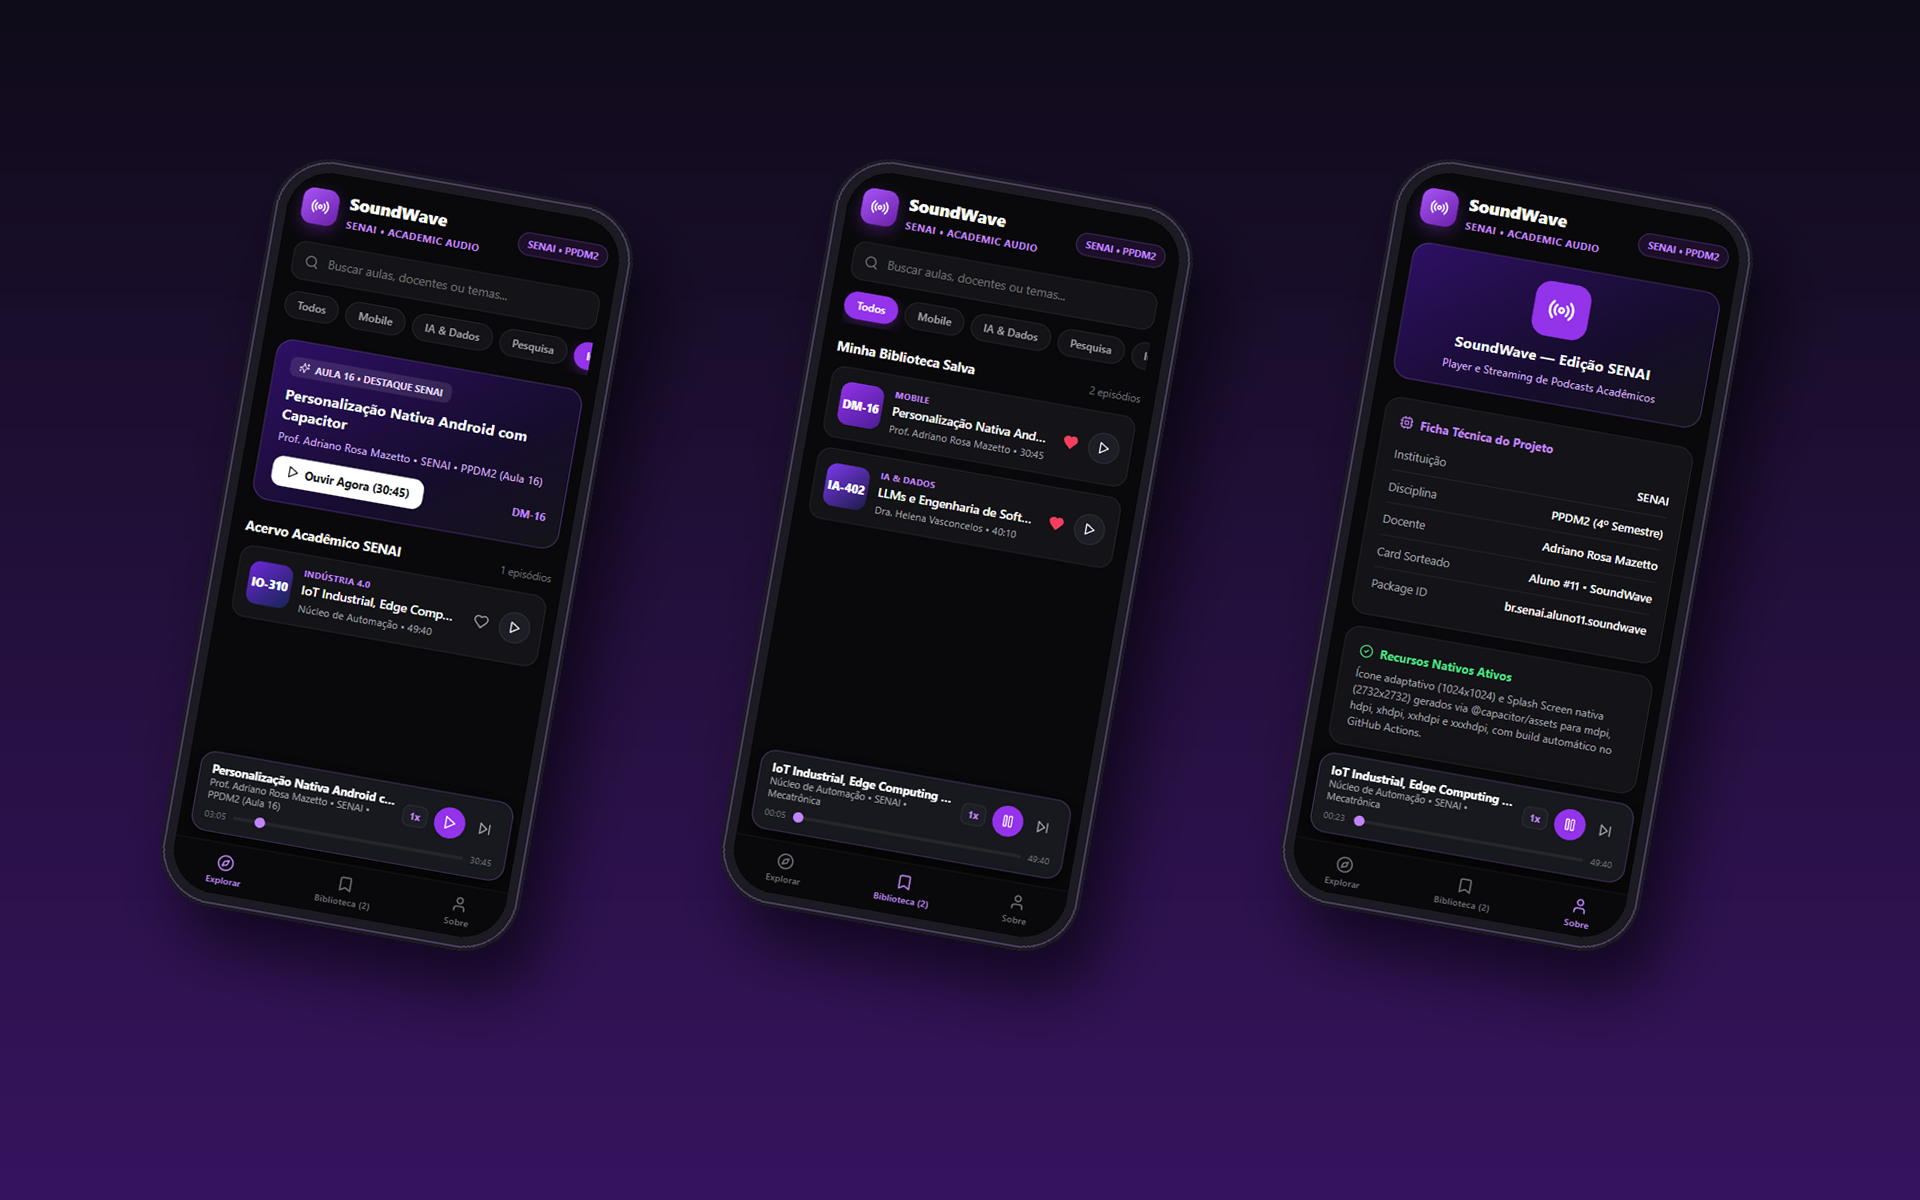 SoundWave
SENAI • ACADEMIC AUDIO
SENAI • PPDM2
Buscar aulas, docentes ou temas...
Todos
Mobile
IA & Dados
Pesquisa
AULA 16 • DESTAQUE SENAI
Personalização Nativa Android com
Capacitor
Prof. Adriano Rosa Mazetto • SENAI • PPDM2 (Aula 16)
Ouvir Agora (30:45)
DM-16
Acervo Acadêmico SENAI
1 episódios
IO-310
INDÚSTRIA 4.0
IoT Industrial, Edge Comp...
Núcleo de Automação • 49:40
Personalização Nativa Android c...
Prof. Adriano Rosa Mazetto • SENAI •
PPDM2 (Aula 16)
1x
03:05
30:45
Explorar
Biblioteca (2)
Sobre
SoundWave
SENAI • ACADEMIC AUDIO
SENAI • PPDM2
Buscar aulas, docentes ou temas...
Todos
Mobile
IA & Dados
Pesquisa
Minha Biblioteca Salva
2 episódios
DM-16
MOBILE
Personalização Nativa And...
Prof. Adriano Rosa Mazetto • 30:45
IA-402
IA & DADOS
LLMs e Engenharia de Soft...
Dra. Helena Vasconcelos • 40:10
IoT Industrial, Edge Computing ...
Núcleo de Automação • SENAI •
Mecatrônica
1x
00:05
49:40
Explorar
Biblioteca (2)
Sobre
SoundWave
SENAI • ACADEMIC AUDIO
SENAI • PPDM2
SoundWave — Edição SENAI
Player e Streaming de Podcasts Acadêmicos
Ficha Técnica do Projeto
Instituição
SENAI
Disciplina
PPDM2 (4º Semestre)
Docente
Adriano Rosa Mazetto
Card Sorteado
Aluno #11 • SoundWave
Package ID
br.senai.aluno11.soundwave
Recursos Nativos Ativos
Ícone adaptativo (1024x1024) e Splash Screen nativa
(2732x2732) gerados via @capacitor/assets para mdpi,
hdpi, xhdpi, xxhdpi e xxxhdpi, com build automático no
GitHub Actions.
IoT Industrial, Edge Computing ...
Núcleo de Automação • SENAI •
Mecatrônica
1x
00:23
49:40
Explorar
Biblioteca (2)
Sobre